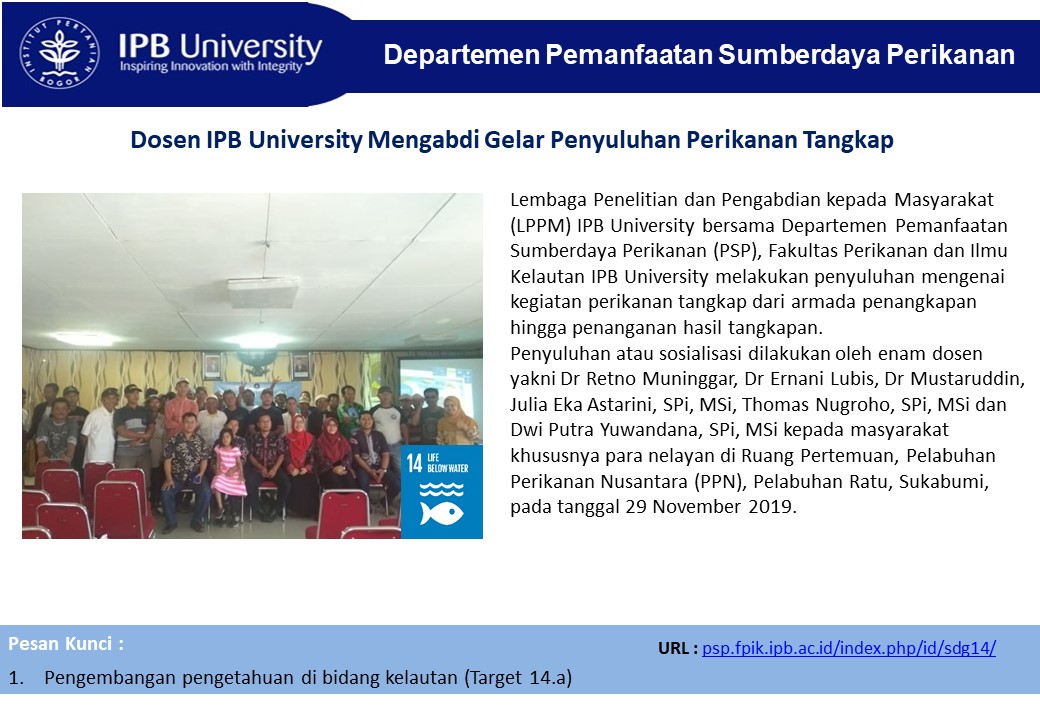 INSTITUT PERTANIAN BOGOR
IPB University
Inspiring Innovation with Integrity
Departemen Pemanfaatan Sumberdaya Perikanan
Dosen IPB University Mengabdi Gelar Penyuluhan Perikanan Tangkap
Lembaga Penelitian dan Pengabdian kepada Masyarakat
(LPPM) IPB University bersama Departemen Pemanfaatan
Sumberdaya Perikanan (PSP), Fakultas Perikanan dan Ilmu
Kelautan IPB University melakukan penyuluhan mengenai
kegiatan perikanan tangkap dari armada penangkapan
hingga penanganan hasil tangkapan.
Penyuluhan atau sosialisasi dilakukan oleh enam dosen
yakni Dr Retno Muninggar, Dr Ernani Lubis, Dr Mustaruddin,
Julia Eka Astarini, SPi, MSi, Thomas Nugroho, SPi, MSi dan
Dwi Putra Yuwandana, SPi, MSi kepada masyarakat
khususnya para nelayan di Ruang Pertemuan, Pelabuhan
Perikanan Nusantara (PPN), Pelabuhan Ratu, Sukabumi,
pada tanggal 29 November 2019.
14 LIFE
BELOW WATER
Pesan Kunci :
URL : psp.fpik.ipb.ac.id/index.php/id/sdg14/
1. Pengembangan pengetahuan di bidang kelautan (Target 14.a)